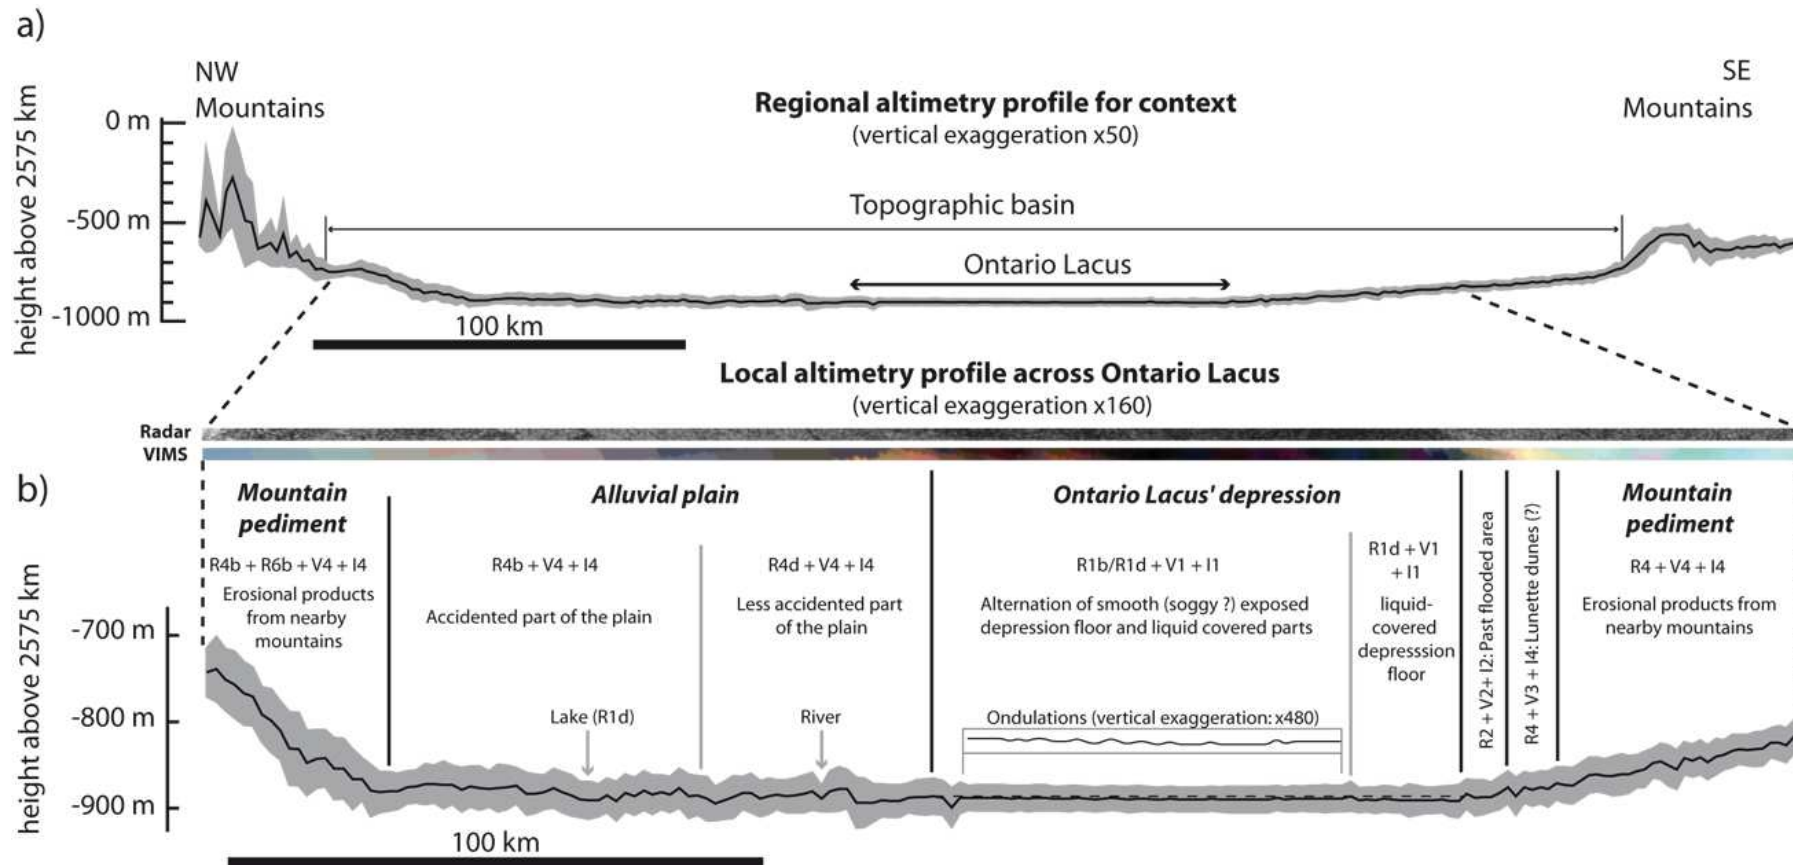 a)
NW
Mountains
SE
Mountains
Regional altimetry profile for context
(vertical exaggeration x50)
height above 2575 km
0 m
-500 m
-1000 m
Topographic basin
Ontario Lacus
100 km
Local altimetry profile across Ontario Lacus
(vertical exaggeration x160)
Radar
VIMS
b)
Mountain
pediment
Alluvial plain
Ontario Lacus' depression
Mountain
pediment
R4b + R6b + V4 + I4
Erosional products
from nearby
mountains
R4b + V4 + I4
Accidented part of the plain
R4d + V4 + I4
Less accidented part
of the plain
R1b/R1d + V1 + I1
Alternation of smooth (soggy ?) exposed
depression floor and liquid covered parts
R1d + V1
+ I1
liquid-
covered
depresssion
floor
R2 + V2+ I2: Past flooded area
R4 + V3 + I4: Lunette dunes (?)
R4 + V4 + I4
Erosional products from
nearby mountains
height above 2575 km
-700 m
-800 m
-900 m
Lake (R1d)
River
Ondulations (vertical exaggeration: x480)
100 km